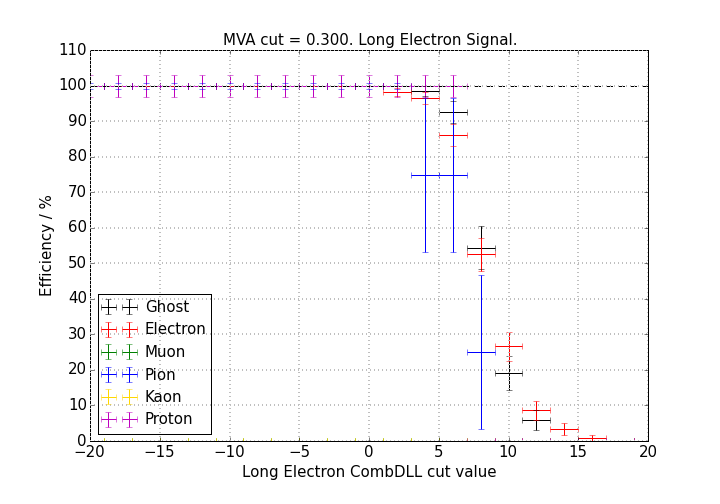 MVA cut = 0.300. Long Electron Signal.
110
100
90
80
70
60
50
40
30
20
10
0
Efficiency / %
Ghost
Electron
Muon
Pion
Kaon
Proton
−20 −15 −10 −5 0 5 10 15 20
Long Electron CombDLL cut value